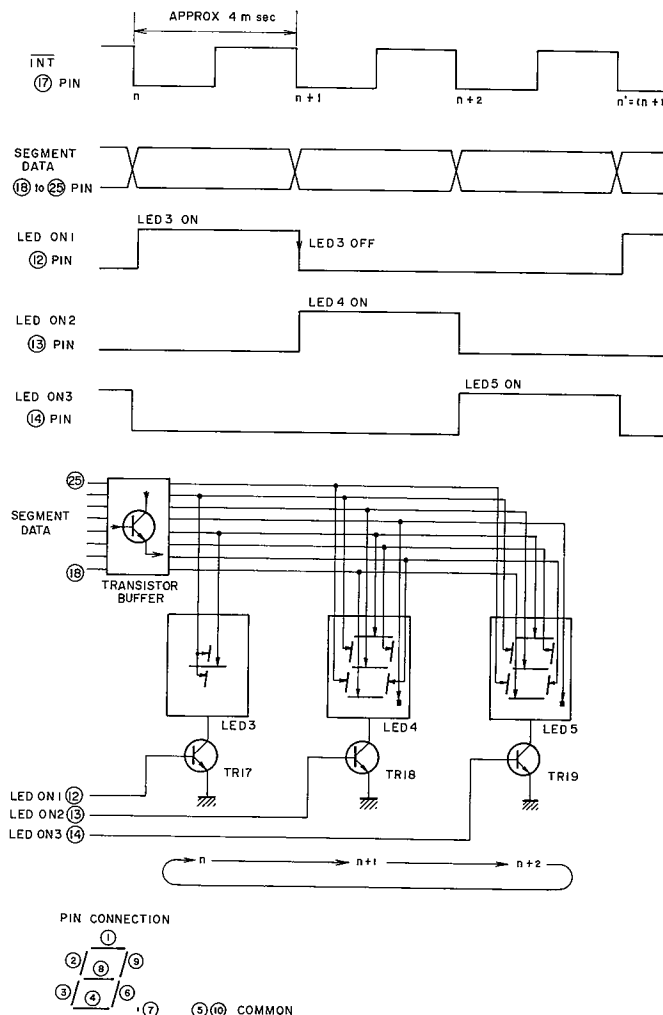 APPROX 4 m sec
INT
⑰ PIN
n
n+1
n+2
n'=(n+1
SEGMENT
DATA
⑱ to ㉕ PIN
LED 3 ON
LED ON1
⑫ PIN
LED 3 OFF
LED 4 ON
LED ON2
⑬ PIN
LED 5 ON
LED ON3
⑭ PIN
㉕
SEGMENT
DATA
⑱
TRANSISTOR
BUFFER
LED3
LED4
LED5
TR17
TR18
TR19
LED ON1 ⑫
LED ON2 ⑬
LED ON3 ⑭
n
n+1
n+2
PIN CONNECTION
①
② ⑧ ⑨
③ ④ ⑥
⑦ ⑤⑩ COMMON